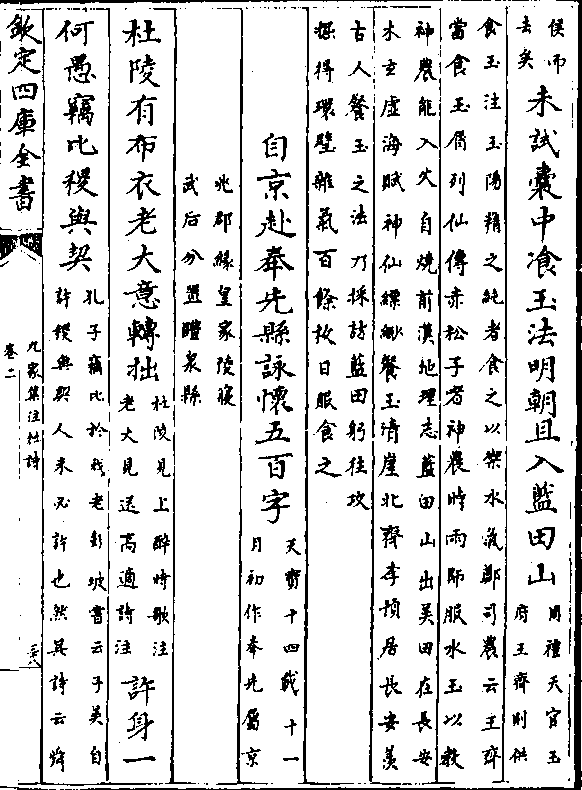 侯喟未試囊中飡玉法明朝且入藍田山周禮天官玉
去矣府王齊則供
食玉注玉陽精之純者食之以禦水氣鄭司農云王齊
當食玉屑列仙傳赤松子者神農時雨師服水玉以教
神農能入火自燒前漢地理志藍田山出美田在長安
木玄虛海賦神仙縹緲餐玉清崖北齊李預居長安羨
古人餐玉之法乃採訪藍田躬往攻
掘得環璧雜氣百餘枚日服食之
自京赴奉先縣詠懷五百字天寶十四載十一
月初作奉先屬京
兆郡緣皇家陵寢
武后分置醴泉縣
杜陵有布衣老大意轉拙杜陵見上醉時歌注
老大見送高適詩注許身一
何愚竊比稷與契孔子竊比於我老彭坡書云子美自
許稷與契人未必許也然其詩云舜
欽定四庫全書
九家集注杜詩
卷二